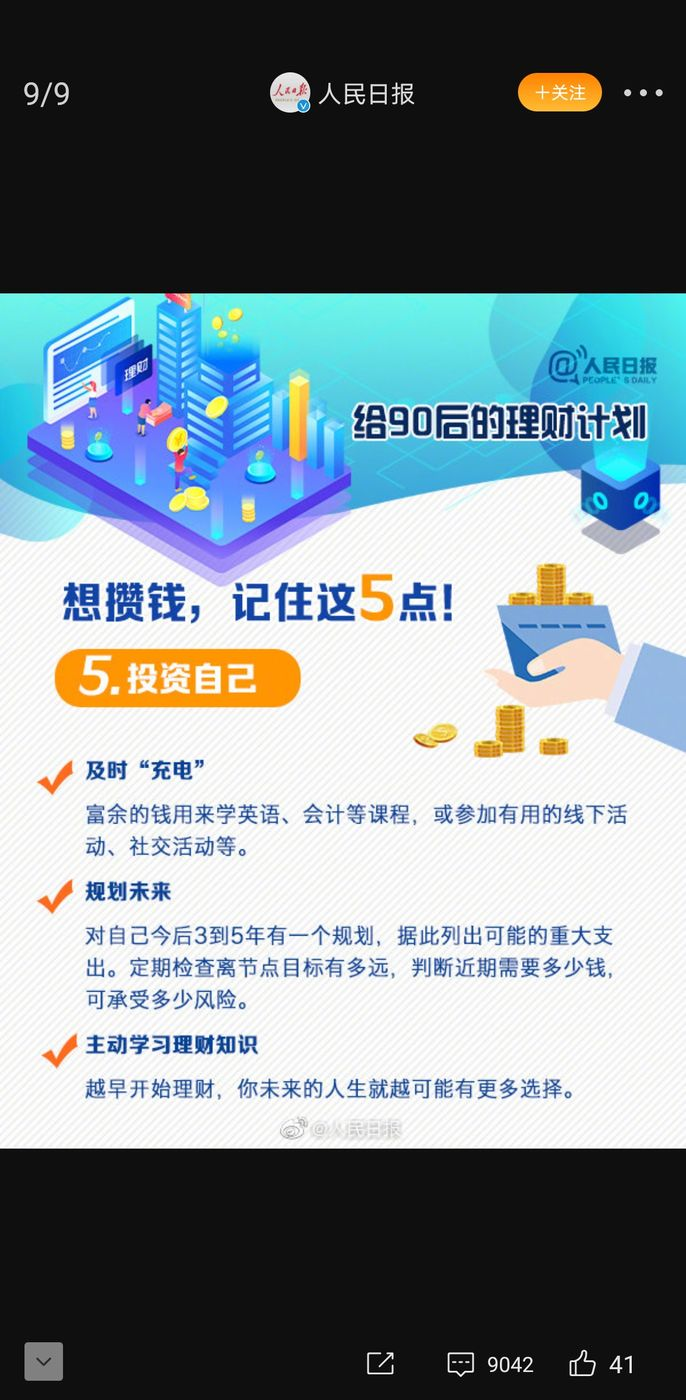 9/9
人民日报
人民日报
+关注
理财
@人民日报
PEOPLE'S DAILY
给90后的理财计划
想攒钱，记住这5点！
5.投资自己
及时“充电”
富余的钱用来学英语、会计等课程，或参加有用的线下活
动、社交活动等。
规划未来
对自己今后3到5年有一个规划，据此列出可能的重大支
出。定期检查离节点目标有多远，判断近期需要多少钱，
可承受多少风险。
主动学习理财知识
越早开始理财，你未来的人生就越可能有更多选择。
@人民日报
9042
41